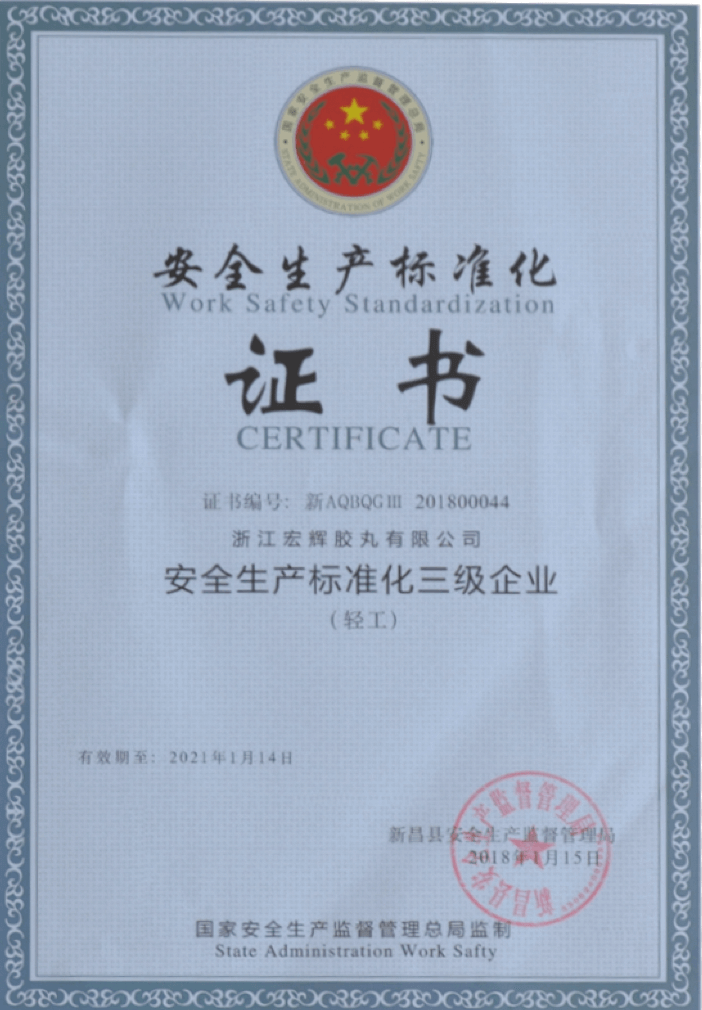 国家安全生产监督管理总局
STATE ADMINISTRATION OF WORK SAFTY
安全生产标准化
Work Safety Standardization
证书
CERTIFICATE
证书编号：新AQBQGⅢ 201800044
浙江宏辉胶丸有限公司
安全生产标准化三级企业
（轻工）
有效期至：2021年1月14日
新昌县安全生产监督管理局
2018年1月15日
新昌县安全生产监督管理局
国家安全生产监督管理总局监制
State Administration Work Safty